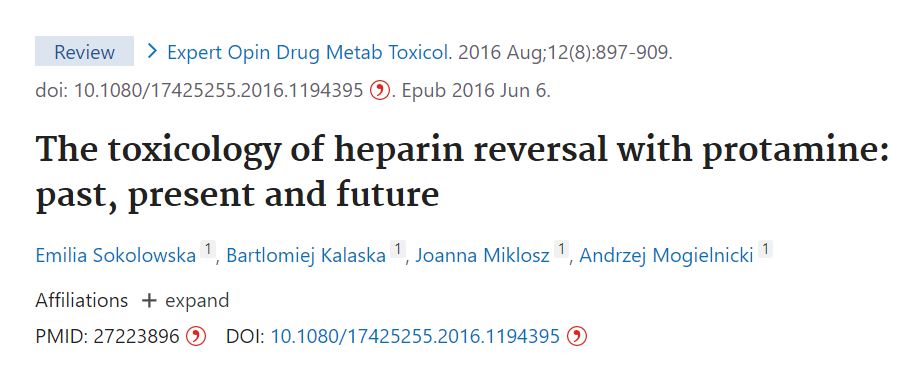 Review > Expert Opin Drug Metab Toxicol. 2016 Aug;12(8):897-909.
doi: 10.1080/17425255.2016.1194395. Epub 2016 Jun 6.
The toxicology of heparin reversal with protamine:
past, present and future
Emilia Sokolowska 1, Bartlomiej Kalaska 1, Joanna Miklosz 1, Andrzej Mogielnicki 1
Affiliations + expand
PMID: 27223896 DOI: 10.1080/17425255.2016.1194395